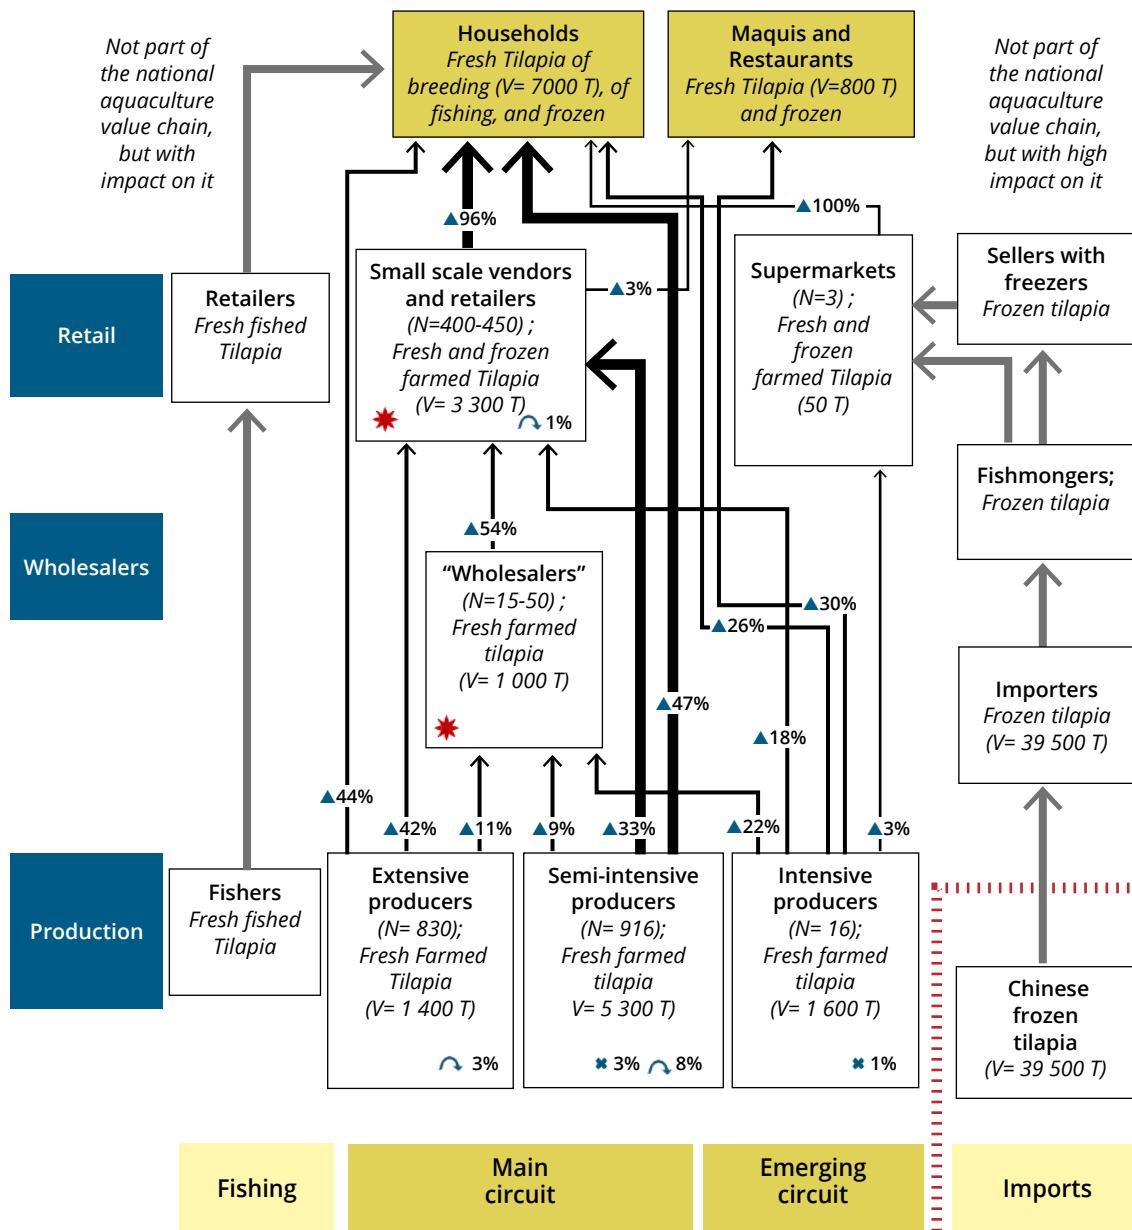 Not part of
the national
aquaculture
value chain,
but with
impact on it
Households
Fresh Tilapia of
breeding (V= 7000 T), of
fishing, and frozen
Maquis and
Restaurants
Fresh Tilapia (V=800 T)
and frozen
Not part of
the national
aquaculture
value chain,
but with high
impact on it
96%
100%
Retail
Retailers
Fresh fished
Tilapia
Small scale vendors
and retailers
(N=400-450) ;
Fresh and frozen
farmed Tilapia
(V= 3 300 T)
1%
3%
Supermarkets
(N=3) ;
Fresh and
frozen
farmed Tilapia
(50 T)
Sellers with
freezers
Frozen tilapia
Fishmongers;
Frozen tilapia
Wholesalers
54%
"Wholesalers"
(N=15-50) ;
Fresh farmed
tilapia
(V= 1 000 T)
30%
26%
47%
18%
Importers
Frozen tilapia
(V= 39 500 T)
44%
42%
11%
9%
33%
22%
3%
Production
Fishers
Fresh fished
Tilapia
Extensive
producers
(N= 830);
Fresh Farmed
Tilapia
(V= 1 400 T)
3%
Semi-intensive
producers
(N= 916);
Fresh farmed
tilapia
V= 5 300 T)
3%
8%
Intensive
producers
(N= 16);
Fresh farmed
tilapia
(V= 1 600 T)
1%
Chinese
frozen
tilapia
(V= 39 500 T)
Fishing
Main
circuit
Emerging
circuit
Imports